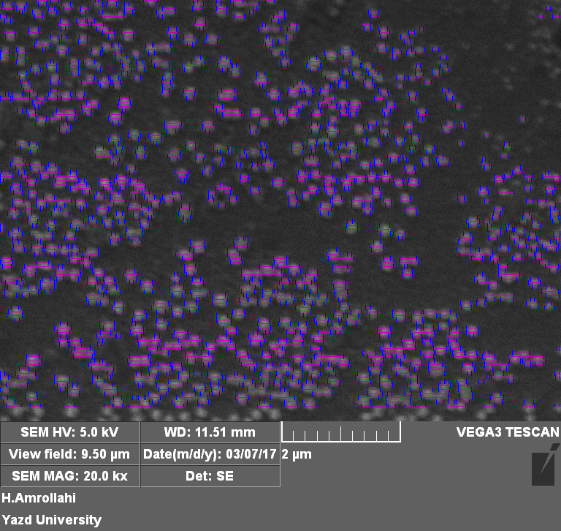 SEM HV: 5.0 kV WD: 11.51 mm VEGA3 TESCAN
View field: 9.50 µm Date(m/d/y): 03/07/17 2 µm
SEM MAG: 20.0 kx Det: SE
H.Amrollahi
Yazd University